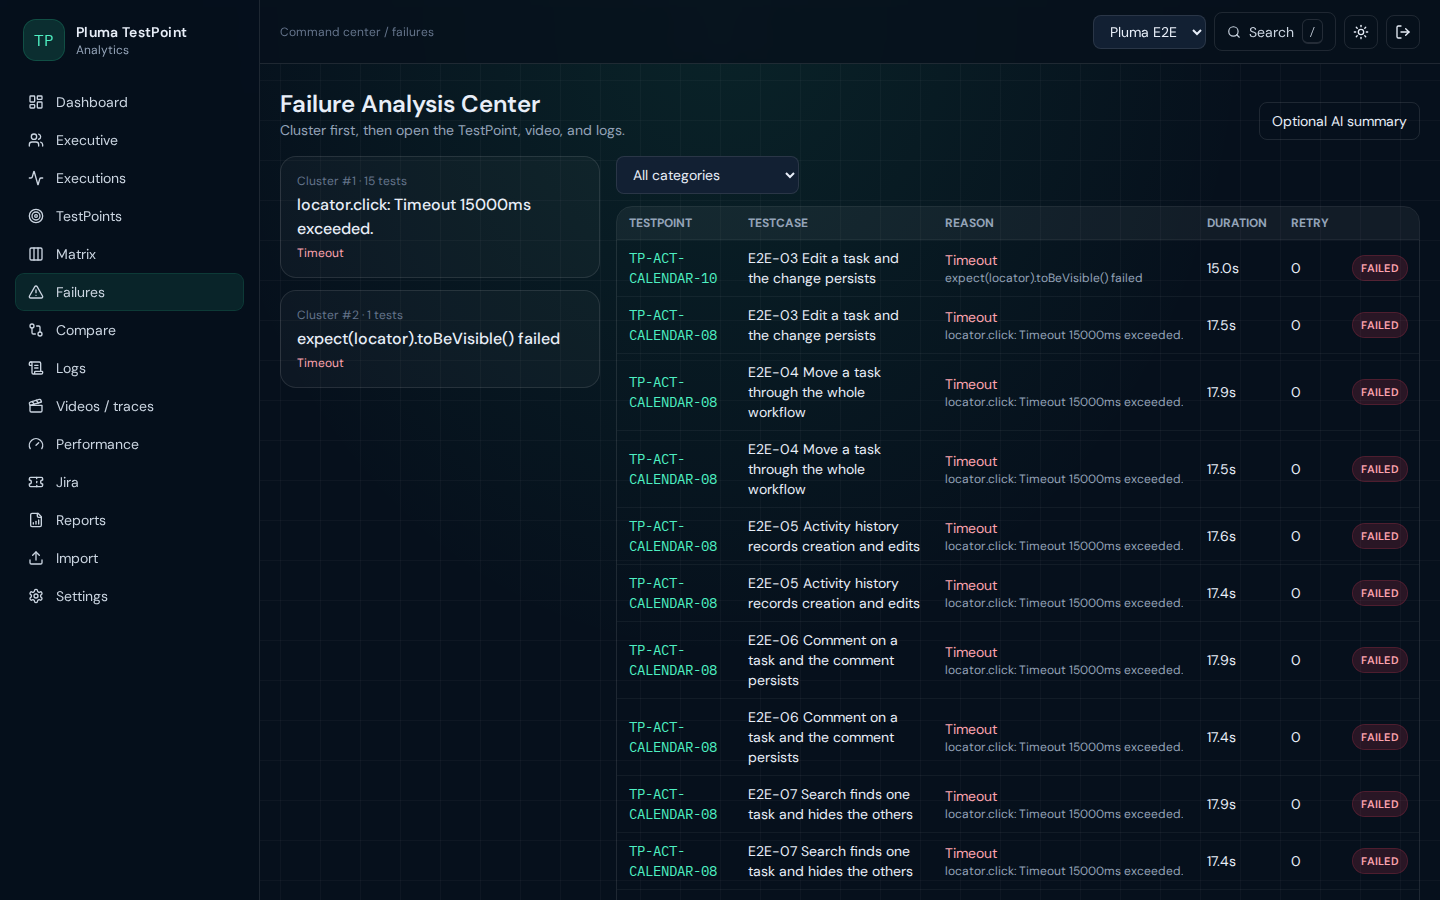 TP
Pluma TestPoint
Analytics
Dashboard
Executive
Executions
TestPoints
Matrix
Failures
Compare
Logs
Videos / traces
Performance
Jira
Reports
Import
Settings
Command center / failures
Pluma E2E
Search /
Failure Analysis Center
Cluster first, then open the TestPoint, video, and logs.
Optional AI summary
Cluster #1 · 15 tests
locator.click: Timeout 15000ms
exceeded.
Timeout
Cluster #2 · 1 tests
expect(locator).toBeVisible() failed
Timeout
All categories
TESTPOINT TESTCASE REASON DURATION RETRY
TP-ACT-
CALENDAR-10
E2E-03 Edit a task and
the change persists
Timeout
expect(locator).toBeVisible() failed
15.0s
0
FAILED
TP-ACT-
CALENDAR-08
E2E-03 Edit a task and
the change persists
Timeout
locator.click: Timeout 15000ms exceeded.
17.5s
0
FAILED
TP-ACT-
CALENDAR-08
E2E-04 Move a task
through the whole
workflow
Timeout
locator.click: Timeout 15000ms exceeded.
17.9s
0
FAILED
TP-ACT-
CALENDAR-08
E2E-04 Move a task
through the whole
workflow
Timeout
locator.click: Timeout 15000ms exceeded.
17.5s
0
FAILED
TP-ACT-
CALENDAR-08
E2E-05 Activity history
records creation and edits
Timeout
locator.click: Timeout 15000ms exceeded.
17.6s
0
FAILED
TP-ACT-
CALENDAR-08
E2E-05 Activity history
records creation and edits
Timeout
locator.click: Timeout 15000ms exceeded.
17.4s
0
FAILED
TP-ACT-
CALENDAR-08
E2E-06 Comment on a
task and the comment
persists
Timeout
locator.click: Timeout 15000ms exceeded.
17.9s
0
FAILED
TP-ACT-
CALENDAR-08
E2E-06 Comment on a
task and the comment
persists
Timeout
locator.click: Timeout 15000ms exceeded.
17.4s
0
FAILED
TP-ACT-
CALENDAR-08
E2E-07 Search finds one
task and hides the others
Timeout
locator.click: Timeout 15000ms exceeded.
17.9s
0
FAILED
TP-ACT-
CALENDAR-08
E2E-07 Search finds one
task and hides the others
Timeout
locator.click: Timeout 15000ms exceeded.
17.4s
0
FAILED